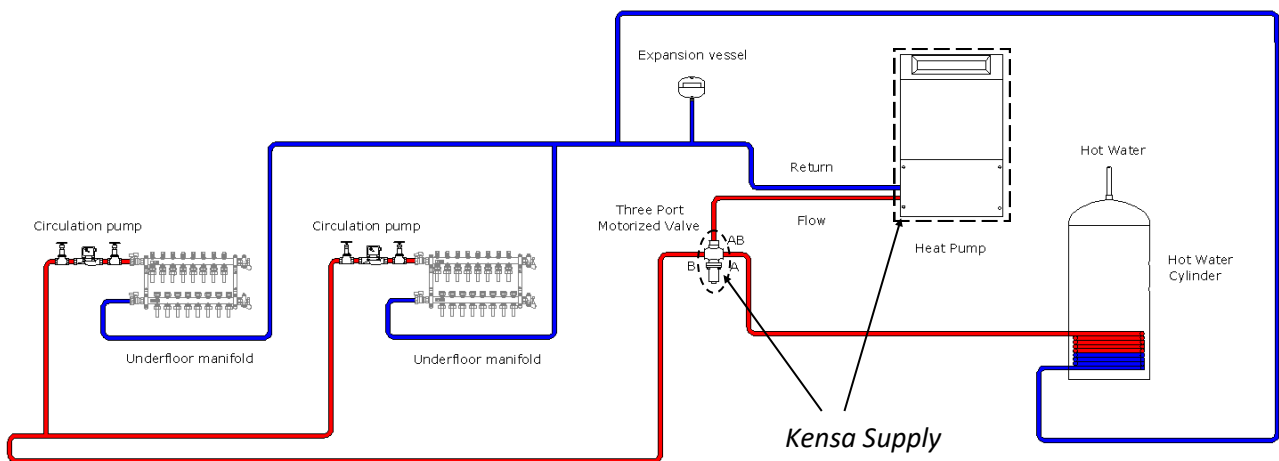 Expansion vessel
Return
Hot Water
Circulation pump
Circulation pump
Three Port
Motorized Valve
Flow
AB
Heat Pump
B
A
Hot Water
Cylinder
Underfloor manifold
Underfloor manifold
Kensa Supply